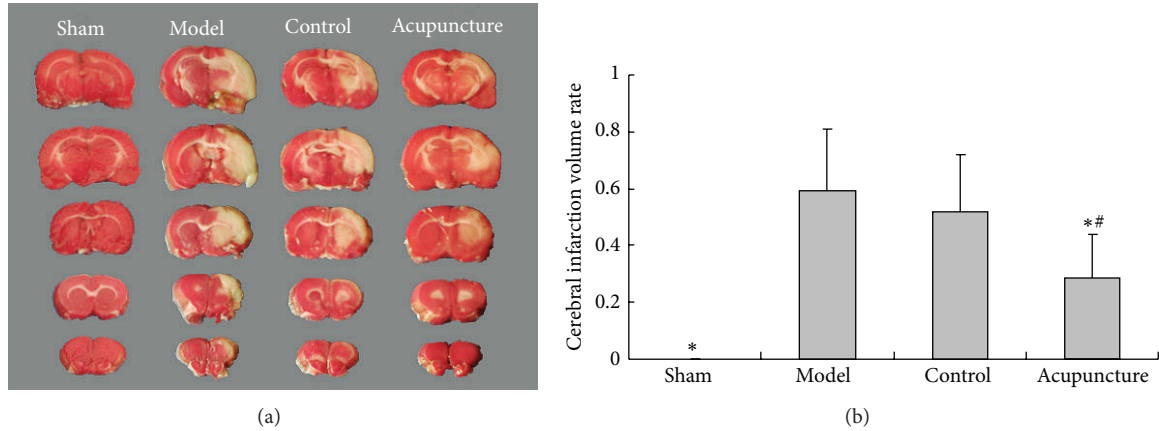 Sham Model Control Acupuncture
(a)
Cerebral infarction volume rate
1
0.8
0.6
0.4
0.2
0
*
*#
Sham Model Control Acupuncture
(b)